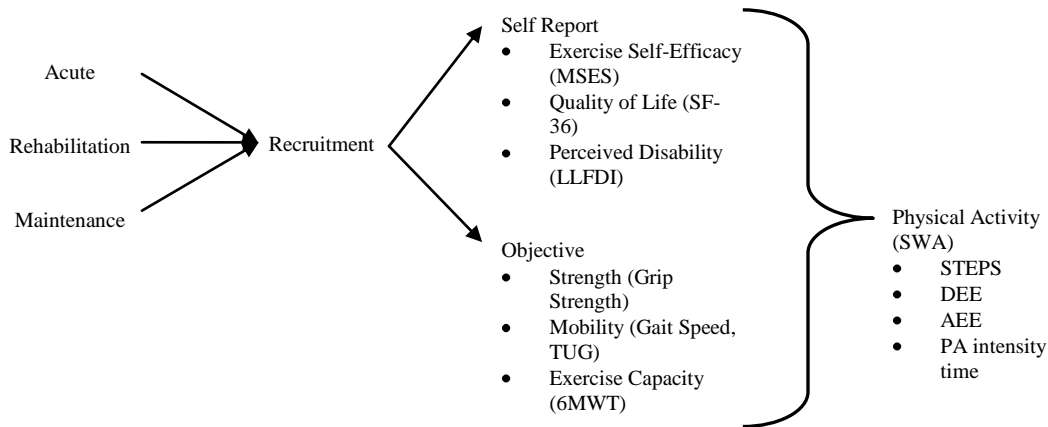 Acute
Rehabilitation
Maintenance
Recruitment
Self Report
• Exercise Self-Efficacy
(MSES)
• Quality of Life (SF-
36)
• Perceived Disability
(LLFDI)
Objective
• Strength (Grip
Strength)
• Mobility (Gait Speed,
TUG)
• Exercise Capacity
(6MWT)
Physical Activity
(SWA)
• STEPS
• DEE
• AEE
• PA intensity
time